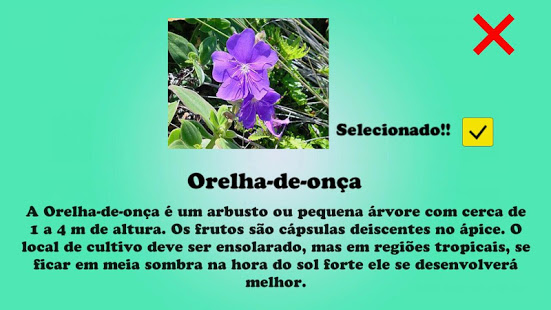 Selecionado!!
Orelha-de-onça
A Orelha-de-onça é um arbusto ou pequena árvore com cerca de
1 a 4 m de altura. Os frutos são cápsulas deiscentes no ápice. O
local de cultivo deve ser ensolarado, mas em regiões tropicais, se
ficar em meia sombra na hora do sol forte ele se desenvolverá
melhor.